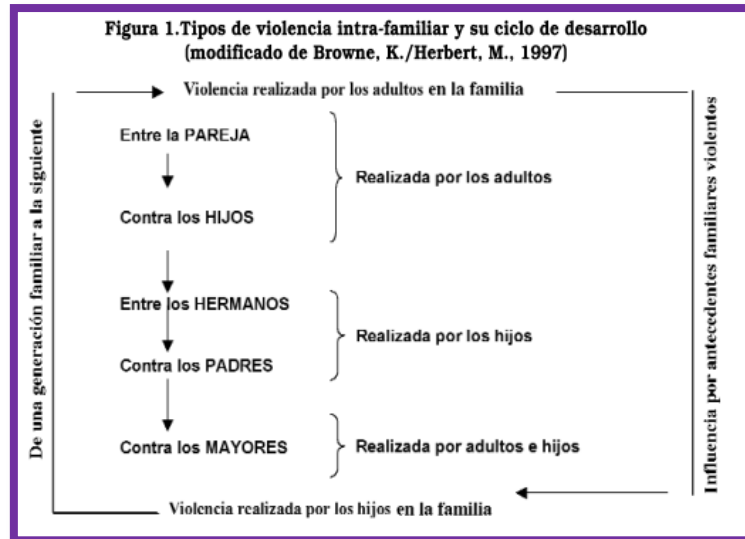 Figura 1.Tipos de violencia intra-familiar y su ciclo de desarrollo
(modificado de Browne, K./Herbert, M., 1997)
Violencia realizada por los adultos en la familia
Entre la PAREJA
Realizada por los adultos
Contra los HIJOS
Entre los HERMANOS
Realizada por los hijos
Contra los PADRES
Contra los MAYORES
Realizada por adultos e hijos
Violencia realizada por los hijos en la familia
De una generación familiar a la siguiente
Influencia por antecedentes familiares violentos